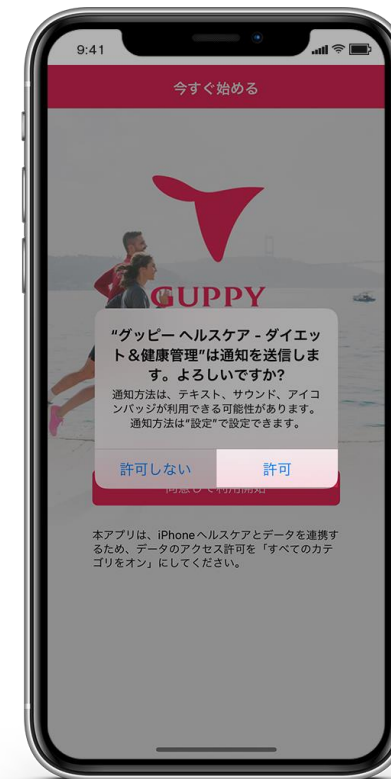 9:41
今すぐ始める
GUPPY
“グッピー ヘルスケア - ダイエッ
ト＆健康管理”は通知を送信しま
す。よろしいですか?
通知方法は、テキスト、サウンド、アイコ
ンバッジが利用できる可能性があります。
通知方法は“設定”で設定できます。
許可しない
許可
同意して利用開始
本アプリは、iPhoneヘルスケアとデータを連携す
るため、データのアクセス許可を「すべてのカテ
ゴリをオン」にしてください。